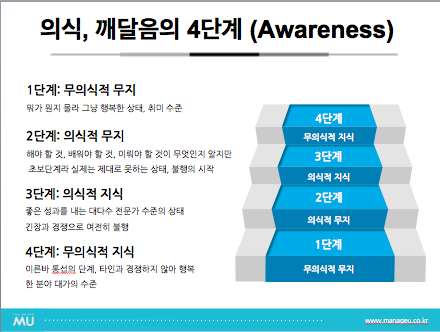 의식, 깨달음의 4단계 (Awareness)
1단계: 무의식적 무지
뭐가 뭔지 몰라 그냥 행복한 상태, 취미 수준
2단계: 의식적 무지
해야 할 것, 배워야 할 것, 이뤄야 할 것이 무엇인지 알지만
초보단계라 실제는 제대로 못하는 상태, 불행의 시작
3단계: 의식적 지식
좋은 성과를 내는 대다수 전문가 수준의 상태
긴장과 경쟁으로 여전히 불행
4단계: 무의식적 지식
이른바 통섭의 단계, 타인과 경쟁하지 않아 행복
한 분야 대가의 수준
4단계
무의식적 지식
3단계
의식적 지식
2단계
의식적 무지
1단계
무의식적 무지
MU
www.manageu.co.kr